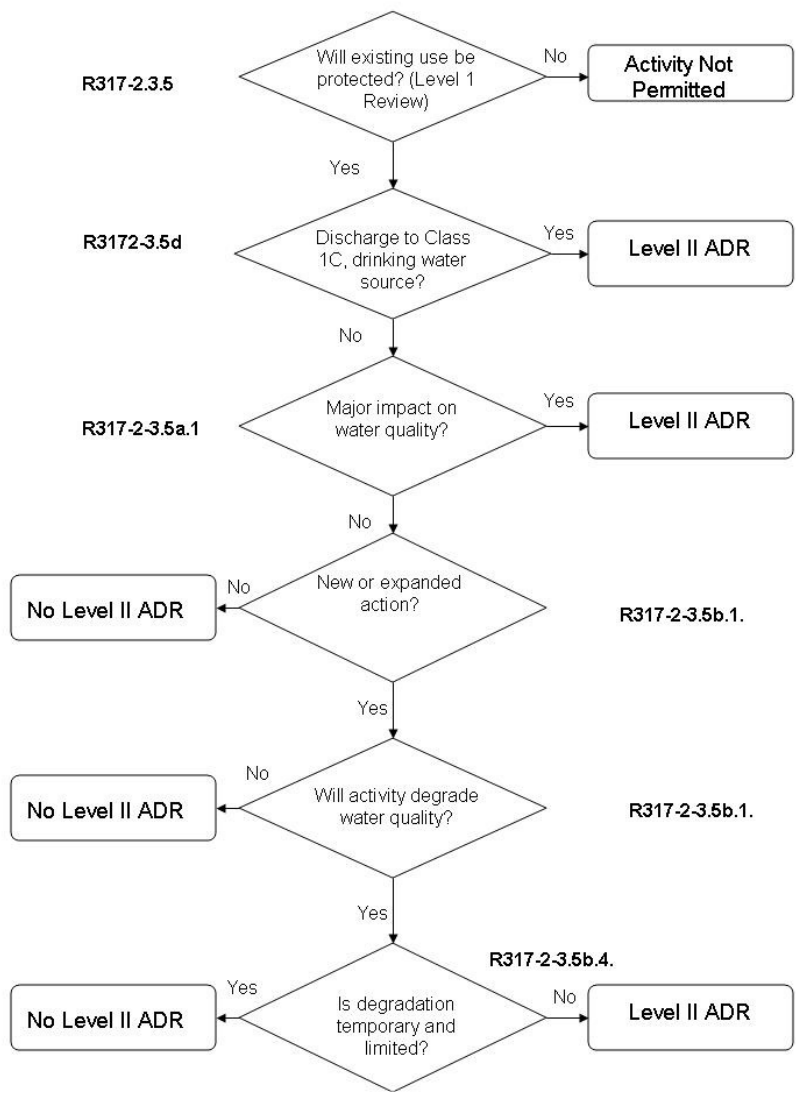 Will existing use be
protected? (Level 1
Review)
No
Activity Not
Permitted
R317-2.3.5
Yes
Discharge to Class
1C, drinking water
source?
Yes
Level II ADR
R3172-3.5d
No
Major impact on
water quality?
Yes
Level II ADR
R317-2-3.5a.1
No
New or expanded
action?
No
No Level II ADR
R317-2-3.5b.1.
Yes
Will activity degrade
water quality?
No
No Level II ADR
R317-2-3.5b.1.
Yes
R317-2-3.5b.4.
Is degradation
temporary and
limited?
Yes
No Level II ADR
No
Level II ADR